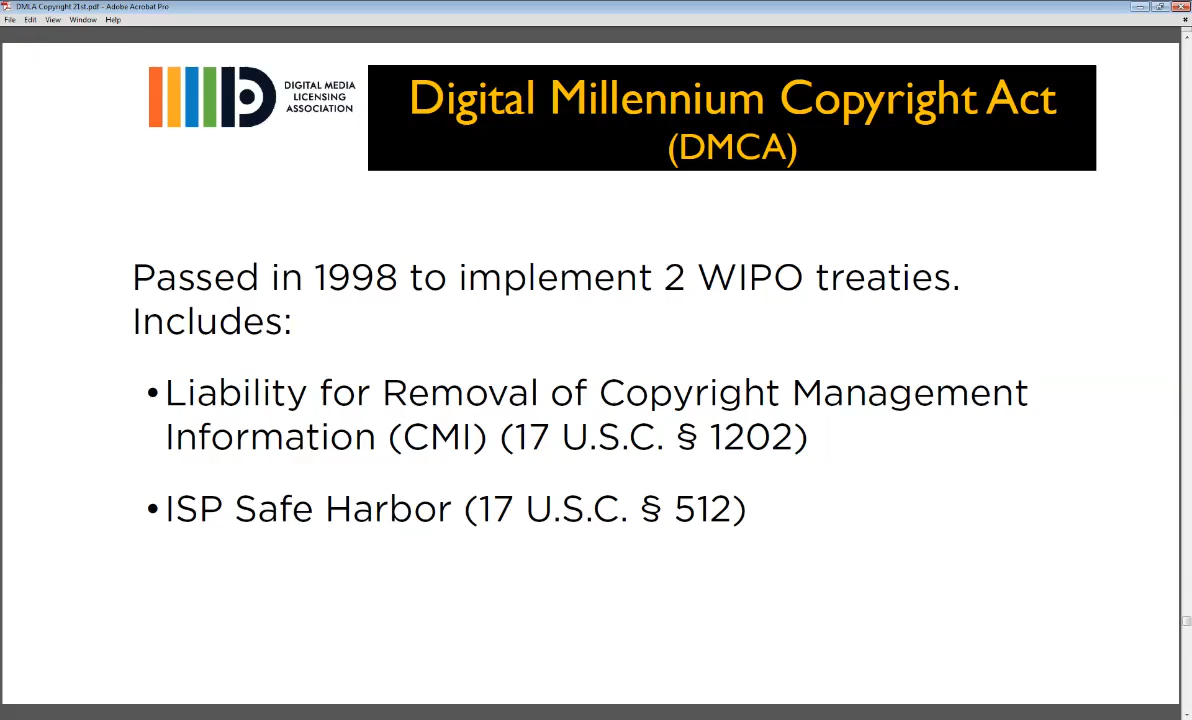 DMLA Copyright 21st.pdf - Adobe Acrobat Pro
File Edit View Window Help
DIGITAL MEDIA
LICENSING
ASSOCIATION
Digital Millennium Copyright Act
(DMCA)
Passed in 1998 to implement 2 WIPO treaties.
Includes:
•Liability for Removal of Copyright Management
Information (CMI) (17 U.S.C. § 1202)
•ISP Safe Harbor (17 U.S.C. § 512)